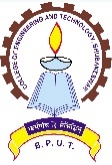 COLLEGE OF ENGINEERING AND TECHNOLOGY BHUBANESWAR
B. P. U. T.